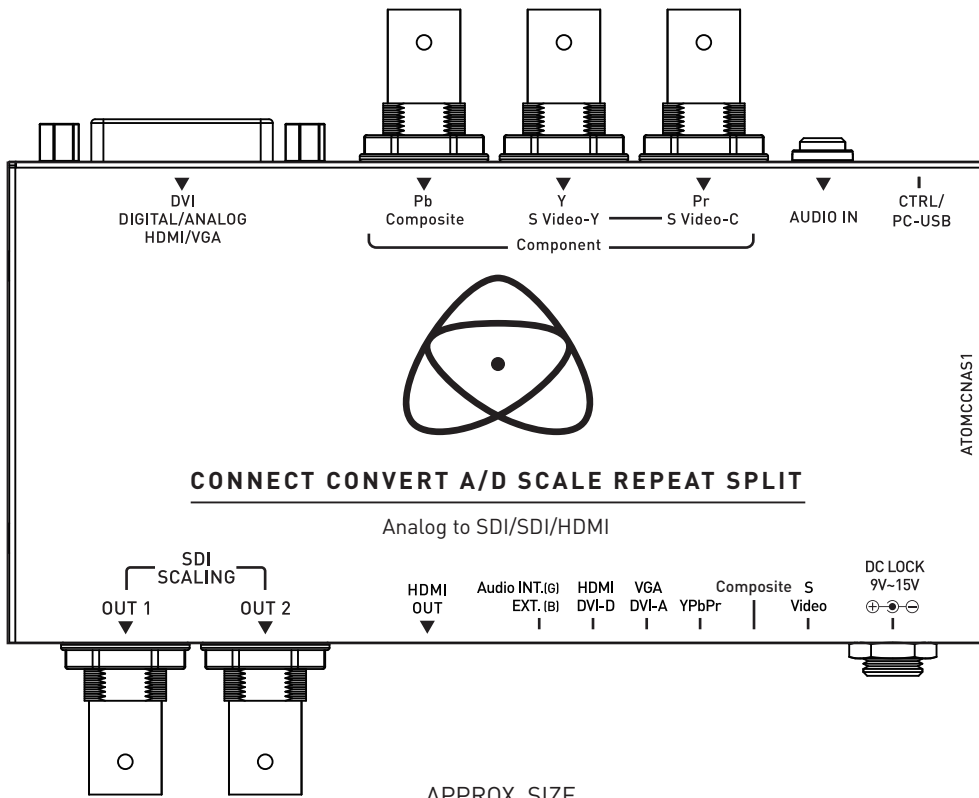 DVI
DIGITAL/ANALOG
HDMI/VGA
Pb
Composite
Y
S Video-Y
Pr
S Video-C
Component
AUDIO IN
CTRL/
PC-USB
ATOMCCNAS1
CONNECT CONVERT A/D SCALE REPEAT SPLIT
Analog to SDI/SDI/HDMI
SDI
SCALING
OUT 1
OUT 2
HDMI
OUT
Audio INT.(G)
EXT. (B)
HDMI
DVI-D
VGA
DVI-A
YPbPr
Composite
S
Video
DC LOCK
9V~15V
APPROX. SIZE